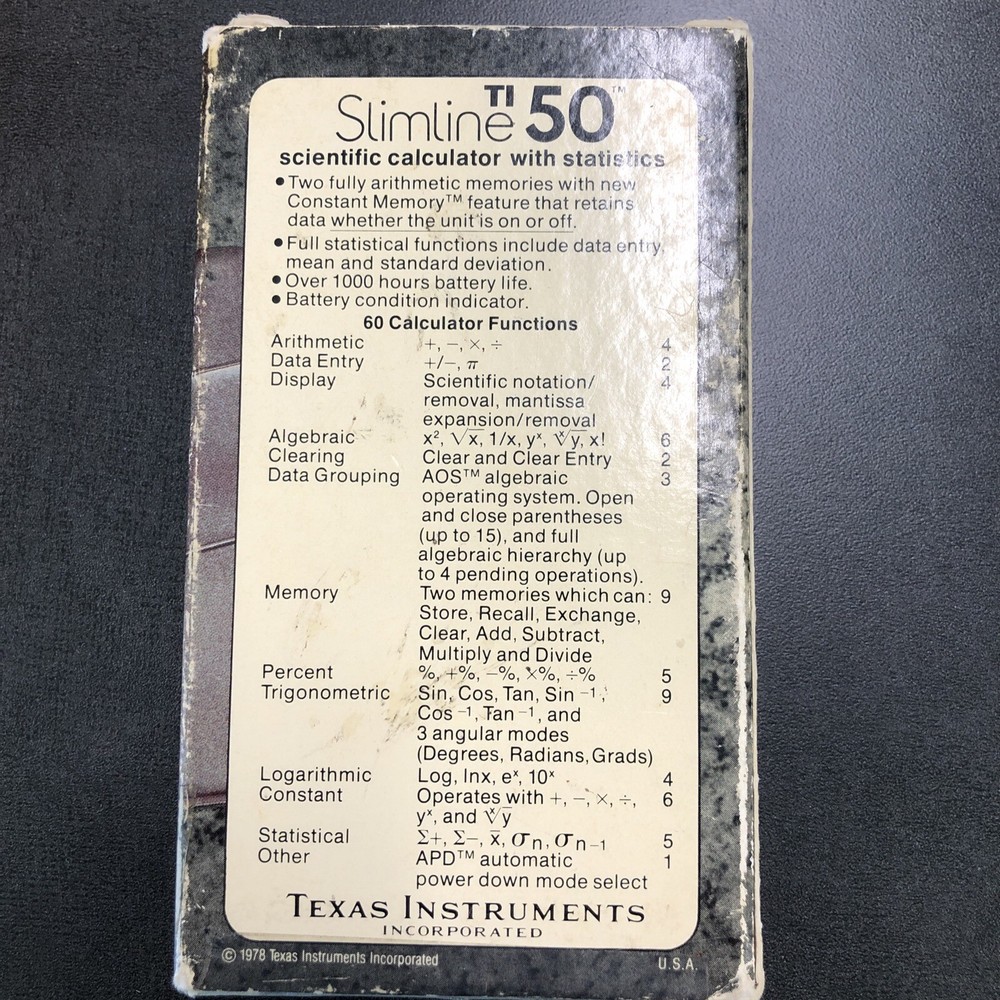 Slimline TI 50™
scientific calculator with statistics
• Two fully arithmetic memories with new
Constant Memory™ feature that retains
data whether the unit is on or off.
• Full statistical functions include data entry,
mean and standard deviation.
• Over 1000 hours battery life.
• Battery condition indicator.
60 Calculator Functions
Arithmetic +, −, ×, ÷ 4
Data Entry +/−, π 2
Display Scientific notation/ 4
removal, mantissa
expansion/removal
Algebraic x², √x, 1/x, yˣ, ˣ√y, x! 6
Clearing Clear and Clear Entry 2
Data Grouping AOS™ algebraic 3
operating system. Open
and close parentheses
(up to 15), and full
algebraic hierarchy (up
to 4 pending operations).
Memory Two memories which can: 9
Store, Recall, Exchange,
Clear, Add, Subtract,
Multiply and Divide
Percent %, +%, −%, ×%, ÷% 5
Trigonometric Sin, Cos, Tan, Sin⁻¹, 9
Cos⁻¹, Tan⁻¹, and
3 angular modes
(Degrees, Radians, Grads)
Logarithmic Log, lnx, eˣ, 10ˣ 4
Constant Operates with +, −, ×, ÷, 6
yˣ, and ˣ√y
Statistical Σ+, Σ−, x̄, σn, σn−1 5
Other APD™ automatic 1
power down mode select
TEXAS INSTRUMENTS
INCORPORATED
© 1978 Texas Instruments Incorporated U.S.A.